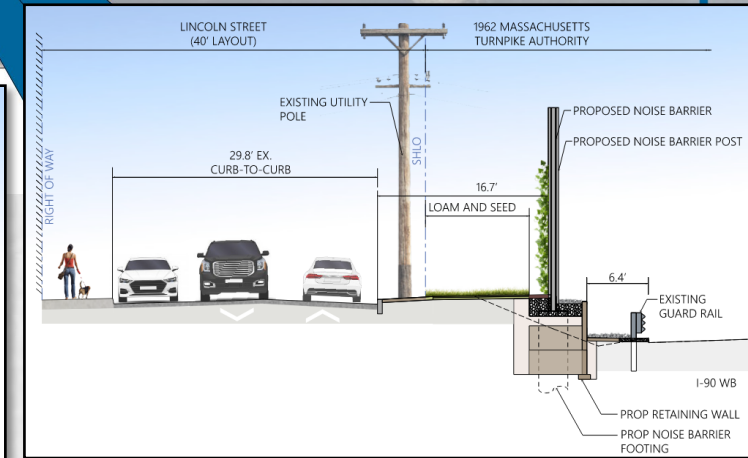 LINCOLN STREET
(40' LAYOUT)
1962 MASSACHUSETTS
TURNPIKE AUTHORITY
EXISTING UTILITY
POLE
PROPOSED NOISE BARRIER
PROPOSED NOISE BARRIER POST
RIGHT OF WAY
29.8' EX.
CURB-TO-CURB
SHLO
16.7'
LOAM AND SEED
6.4'
EXISTING
GUARD RAIL
I-90 WB
PROP RETAINING WALL
PROP NOISE BARRIER
FOOTING